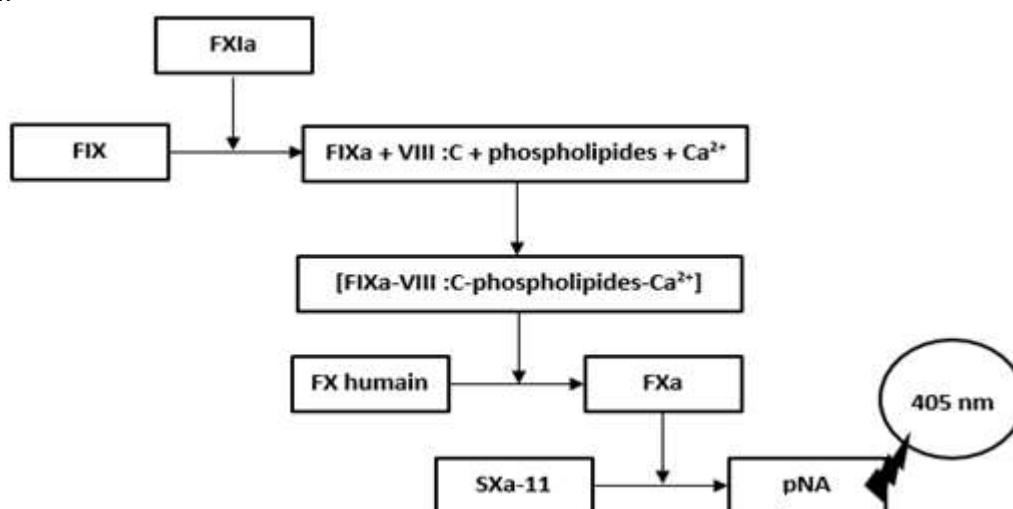 FXIa
FIX
FIXa + VIII :C + phospholipides + Ca²⁺
[FIXa-VIII :C-phospholipides-Ca²⁺]
FX humain
FXa
405 nm
SXa-11
pNA